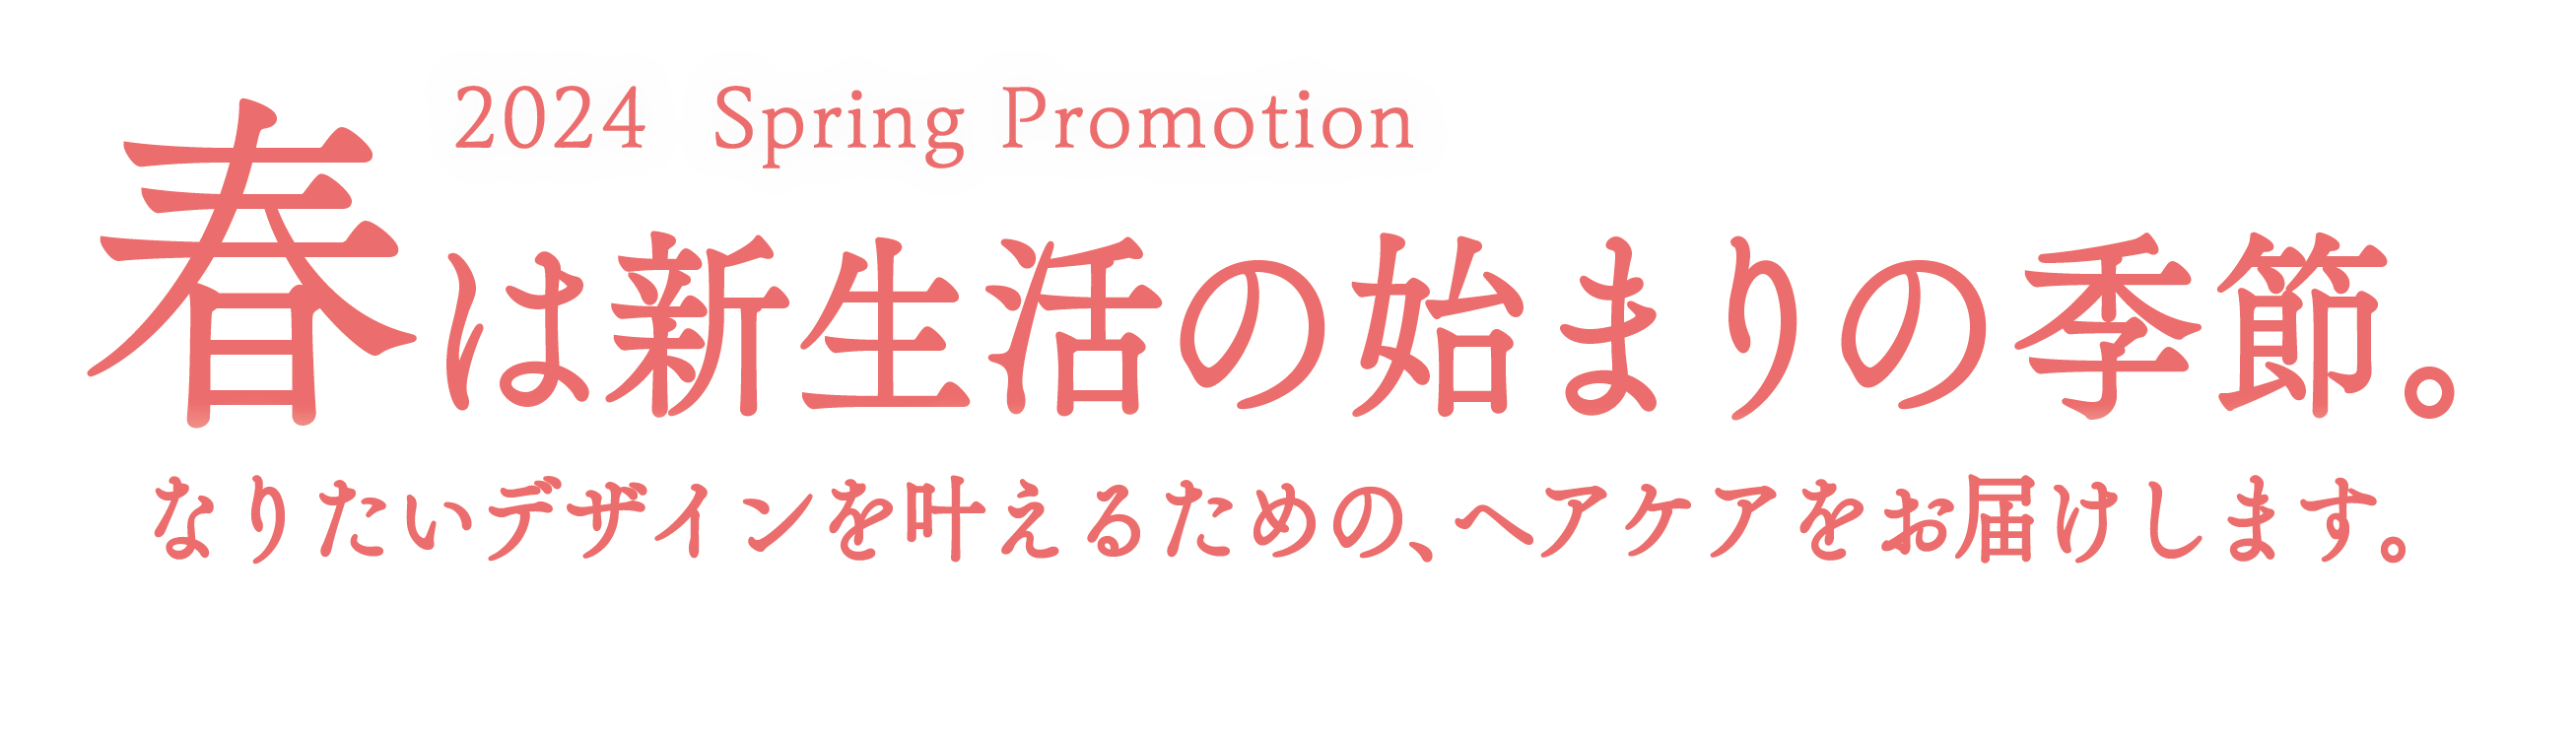 2024 Spring Promotion
春は新生活の始まりの季節。
なりたいデザインを叶えるための、ヘアケアをお届けします。